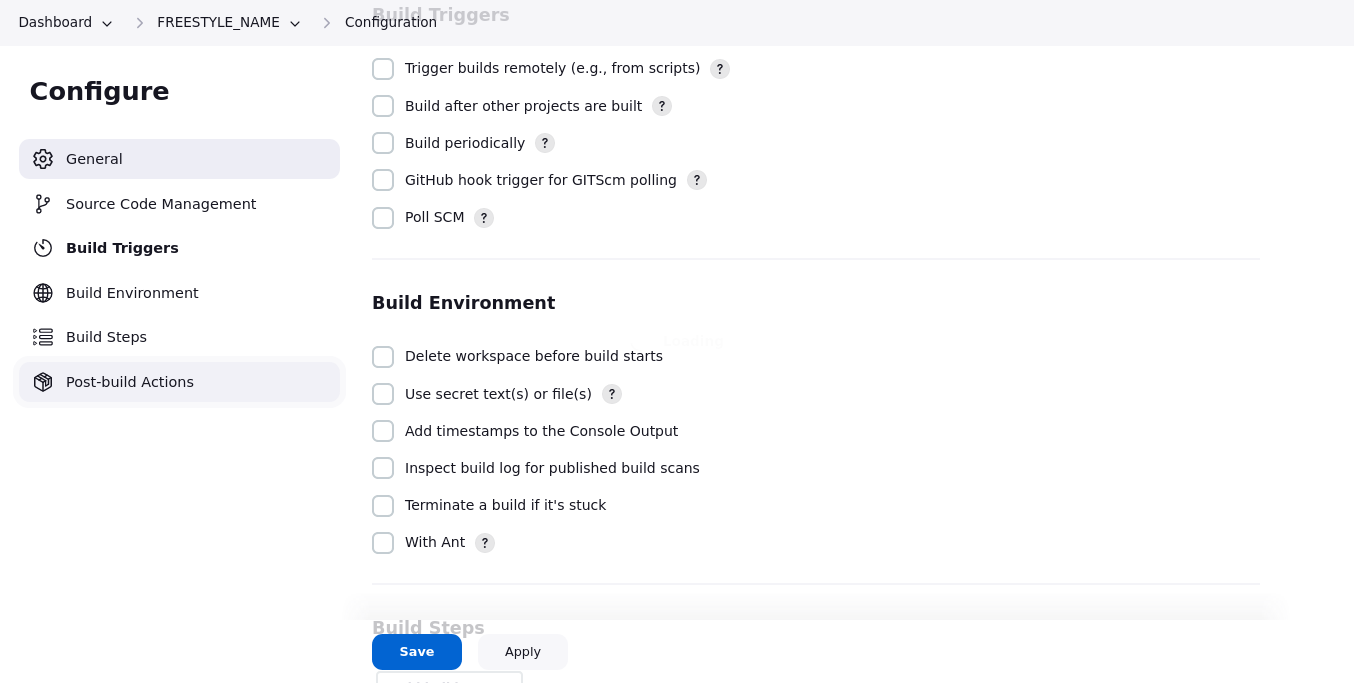 Dashboard
FREESTYLE_NAME
Configuration
Build Triggers
Configure
General
Source Code Management
Build Triggers
Build Environment
Build Steps
Post-build Actions
Trigger builds remotely (e.g., from scripts) ?
Build after other projects are built ?
Build periodically ?
GitHub hook trigger for GITScm polling ?
Poll SCM ?
Build Environment
Loading
Delete workspace before build starts
Use secret text(s) or file(s) ?
Add timestamps to the Console Output
Inspect build log for published build scans
Terminate a build if it's stuck
With Ant ?
Build Steps
Save
Apply